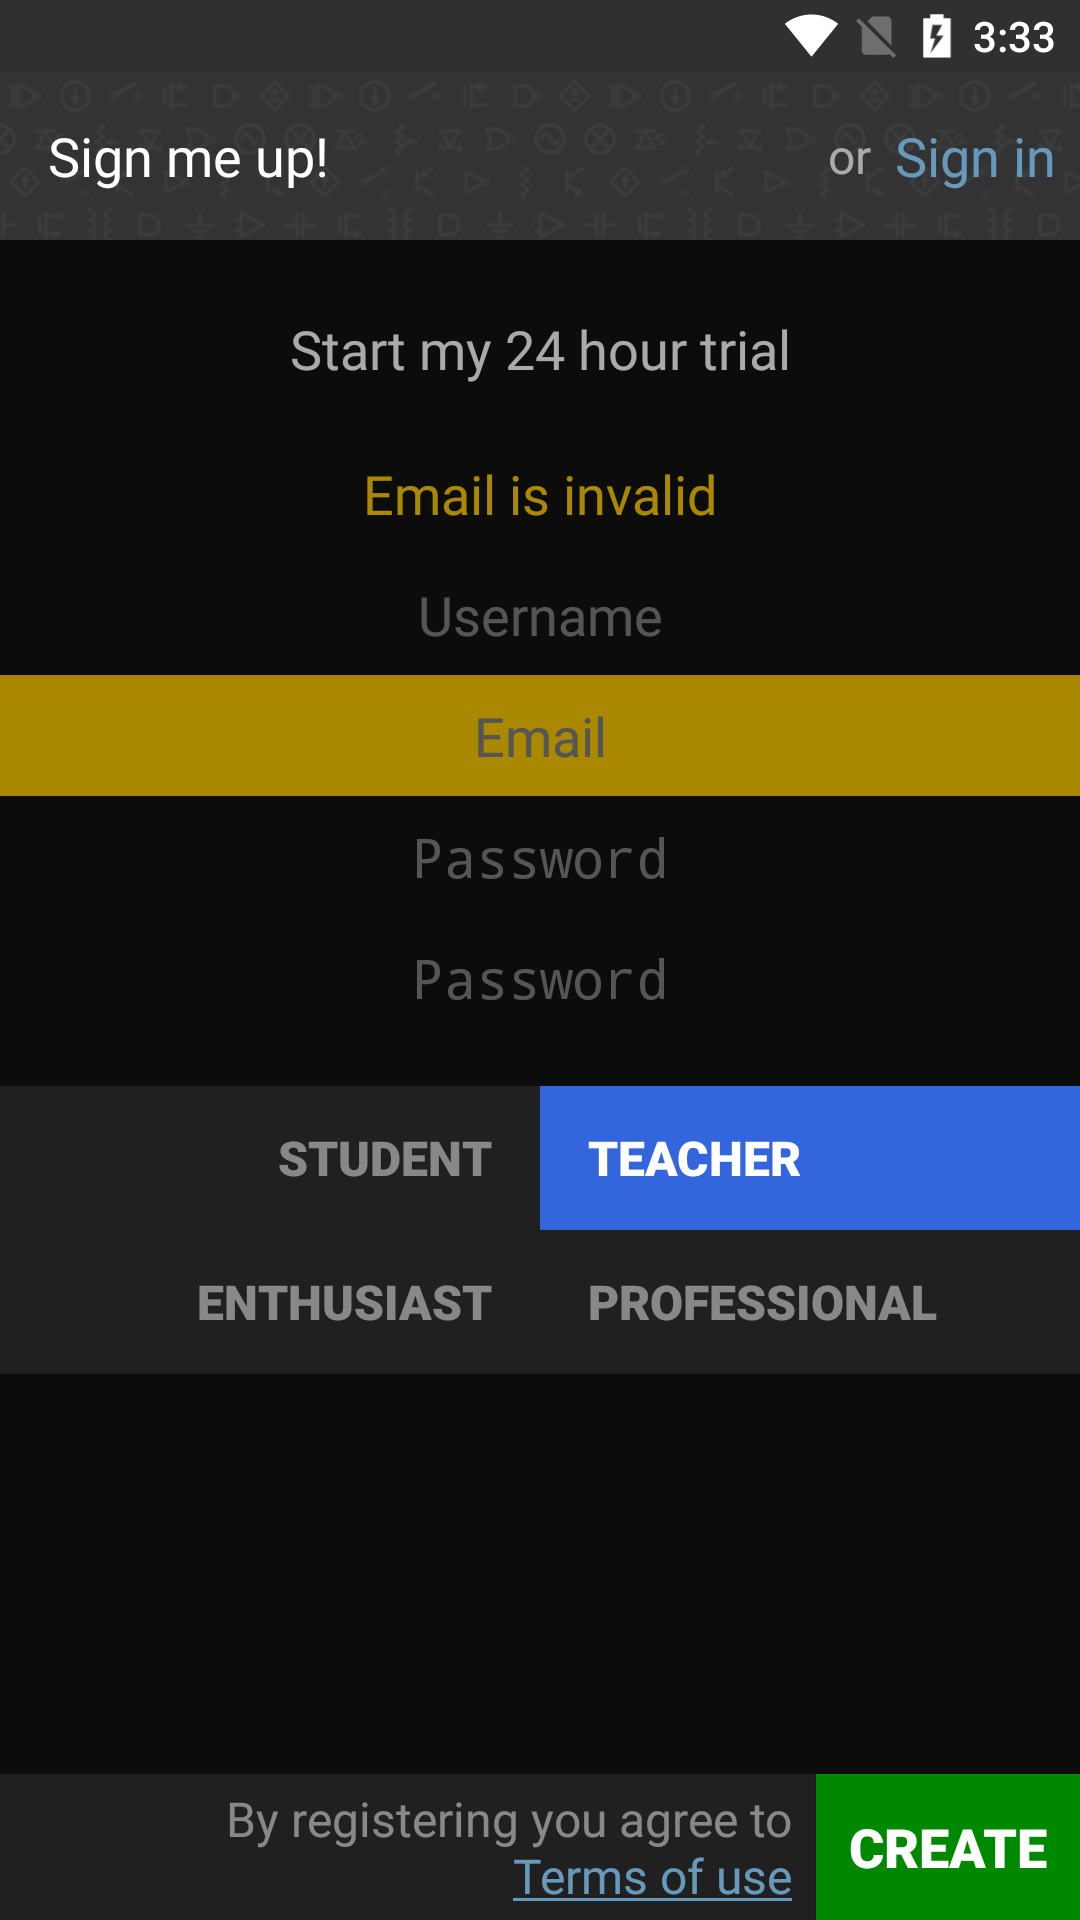 3:33
Sign me up! or Sign in
Start my 24 hour trial
Email is invalid
Username
Email
Password
Password
STUDENT TEACHER
ENTHUSIAST PROFESSIONAL
By registering you agree to
Terms of use
CREATE